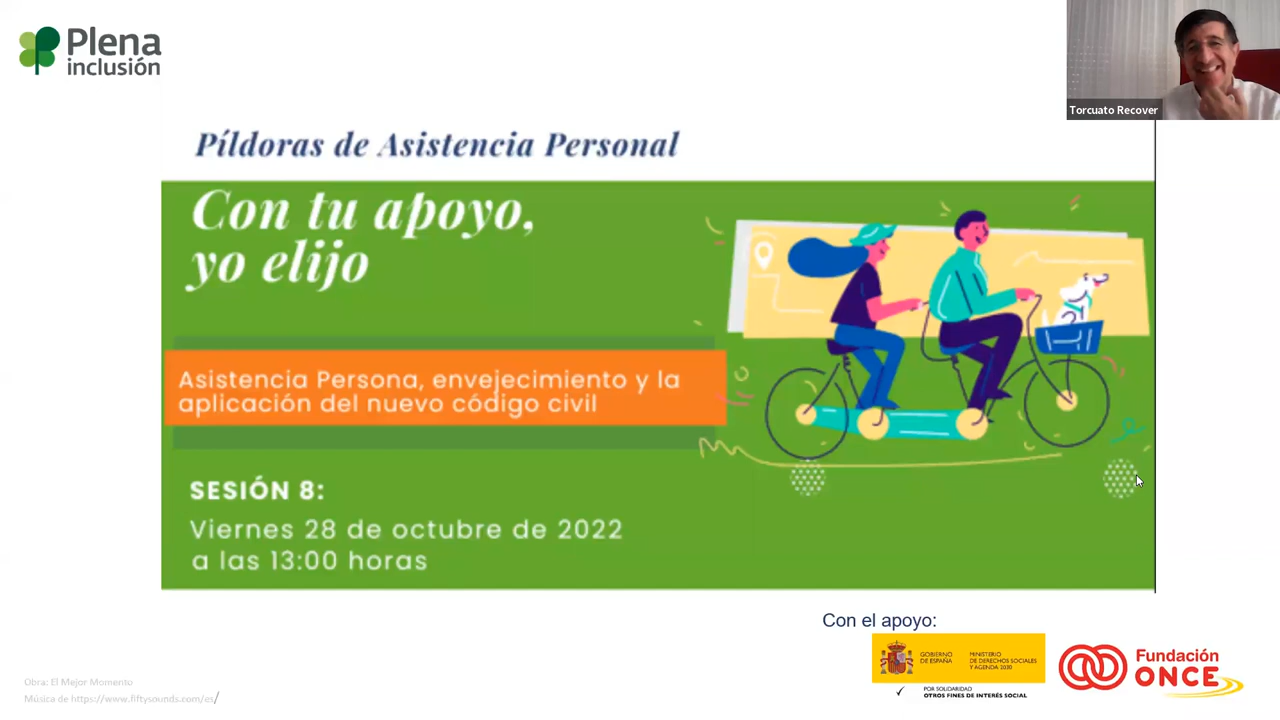 Plena
inclusión
Torcuato Recover
Píldoras de Asistencia Personal
Con tu apoyo,
yo elijo
Asistencia Persona, envejecimiento y la
aplicación del nuevo código civil
SESIÓN 8:
Viernes 28 de octubre de 2022
a las 13:00 horas
Con el apoyo:
GOBIERNO
DE ESPAÑA
MINISTERIO
DE DERECHOS SOCIALES
Y AGENDA 2030
POR SOLIDARIDAD
OTROS FINES DE INTERÉS SOCIAL
Fundación
ONCE
Obra: El Mejor Momento
Música de https://www.fiftysounds.com/es/